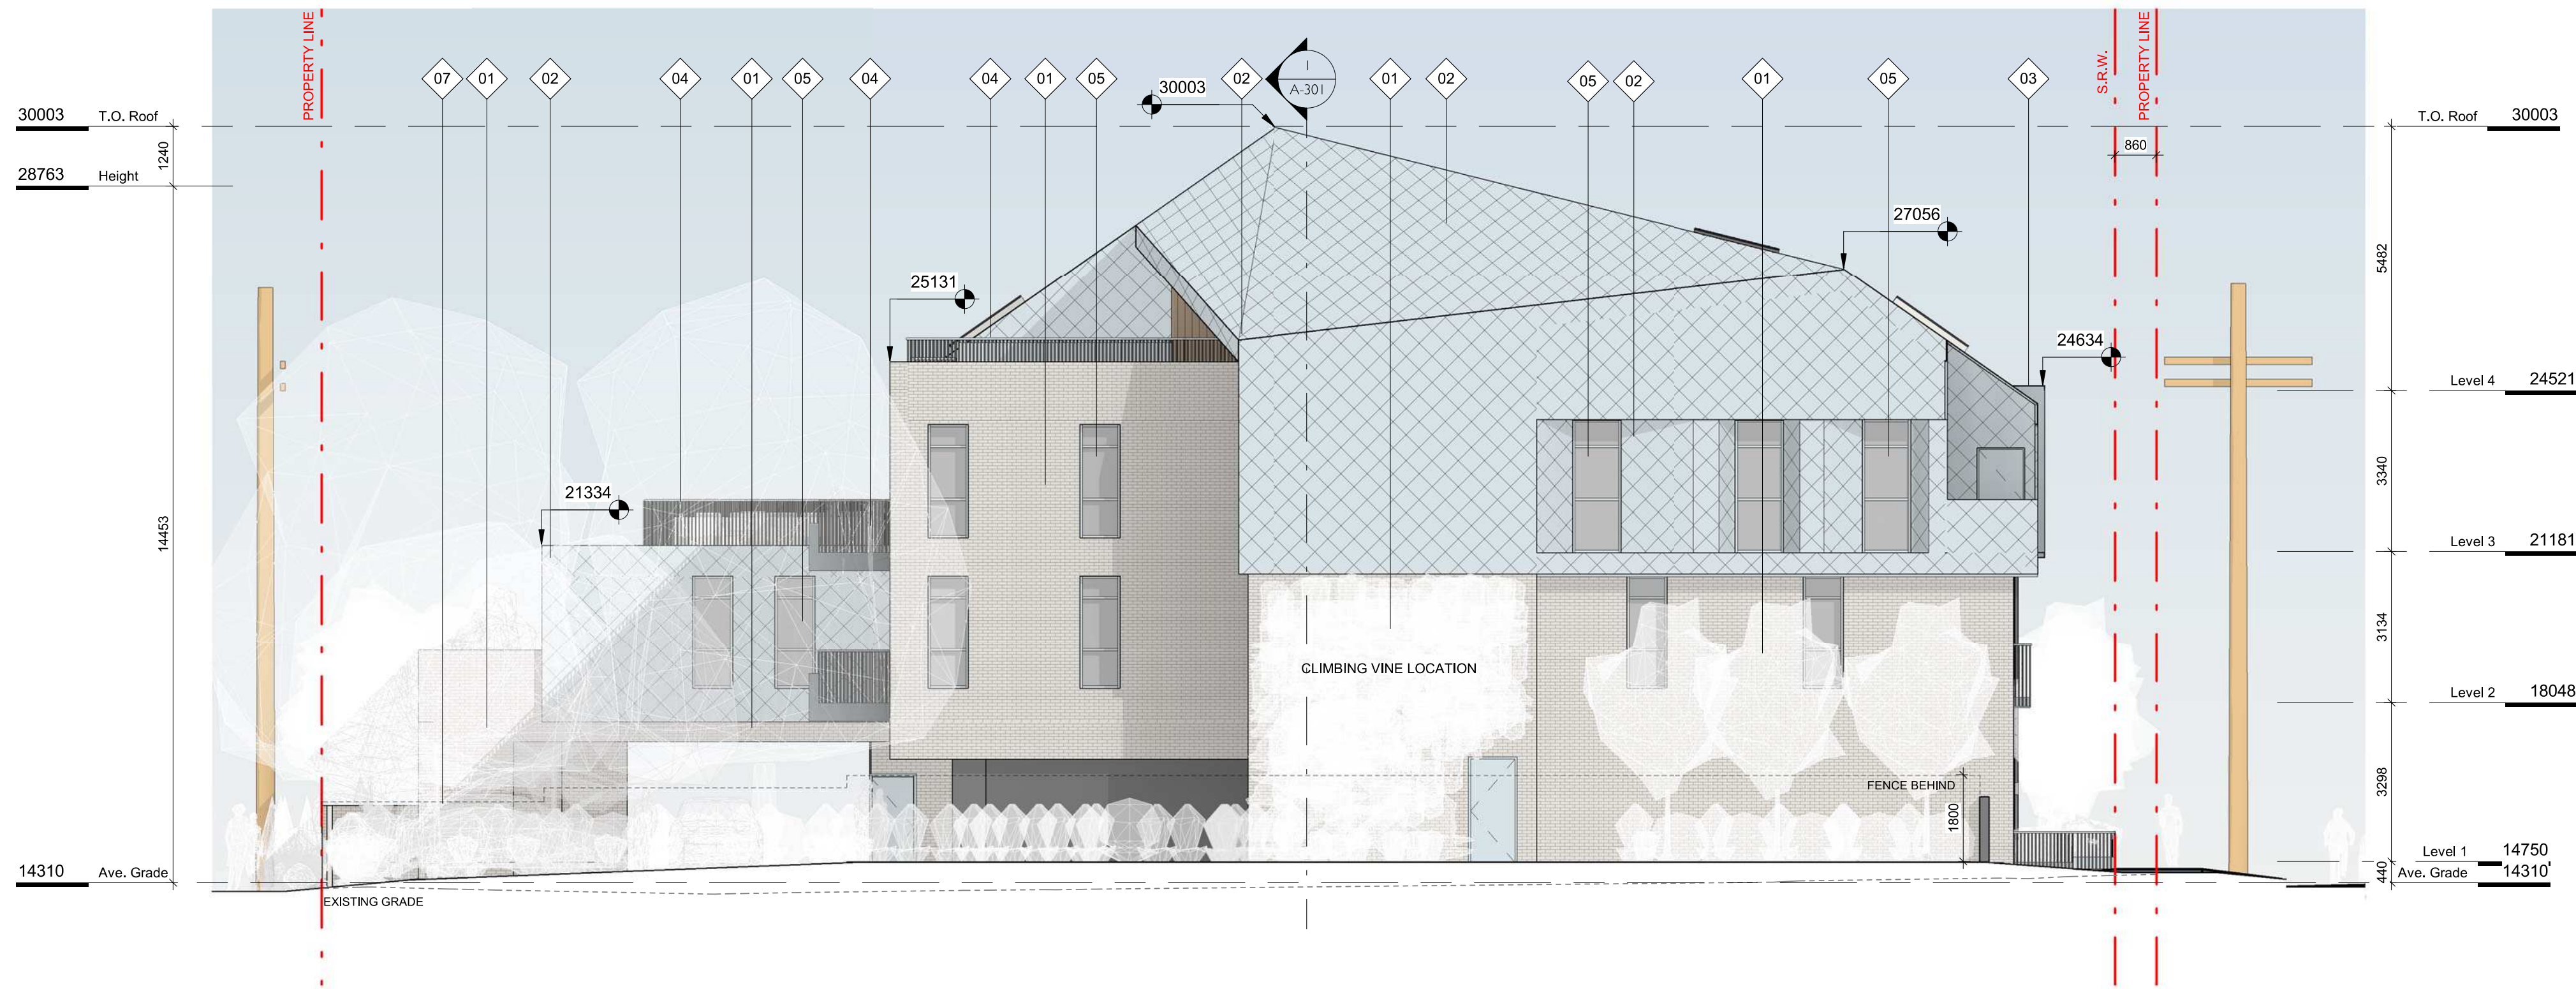 PROPERTY LINE
S.R.W.
PROPERTY LINE
07 01 02 04 01 05 04 04 01 05 02 01 02 05 02 01 05 03
1
A-301
30003
30003 T.O. Roof
T.O. Roof 30003
1240
860
28763 Height
27056
5482
25131
24634
Level 4 24521
21334
3340
14453
Level 3 21181
3134
CLIMBING VINE LOCATION
Level 2 18048
FENCE BEHIND
3298
1800
Level 1 14750
14310 Ave. Grade
440
Ave. Grade 14310
EXISTING GRADE